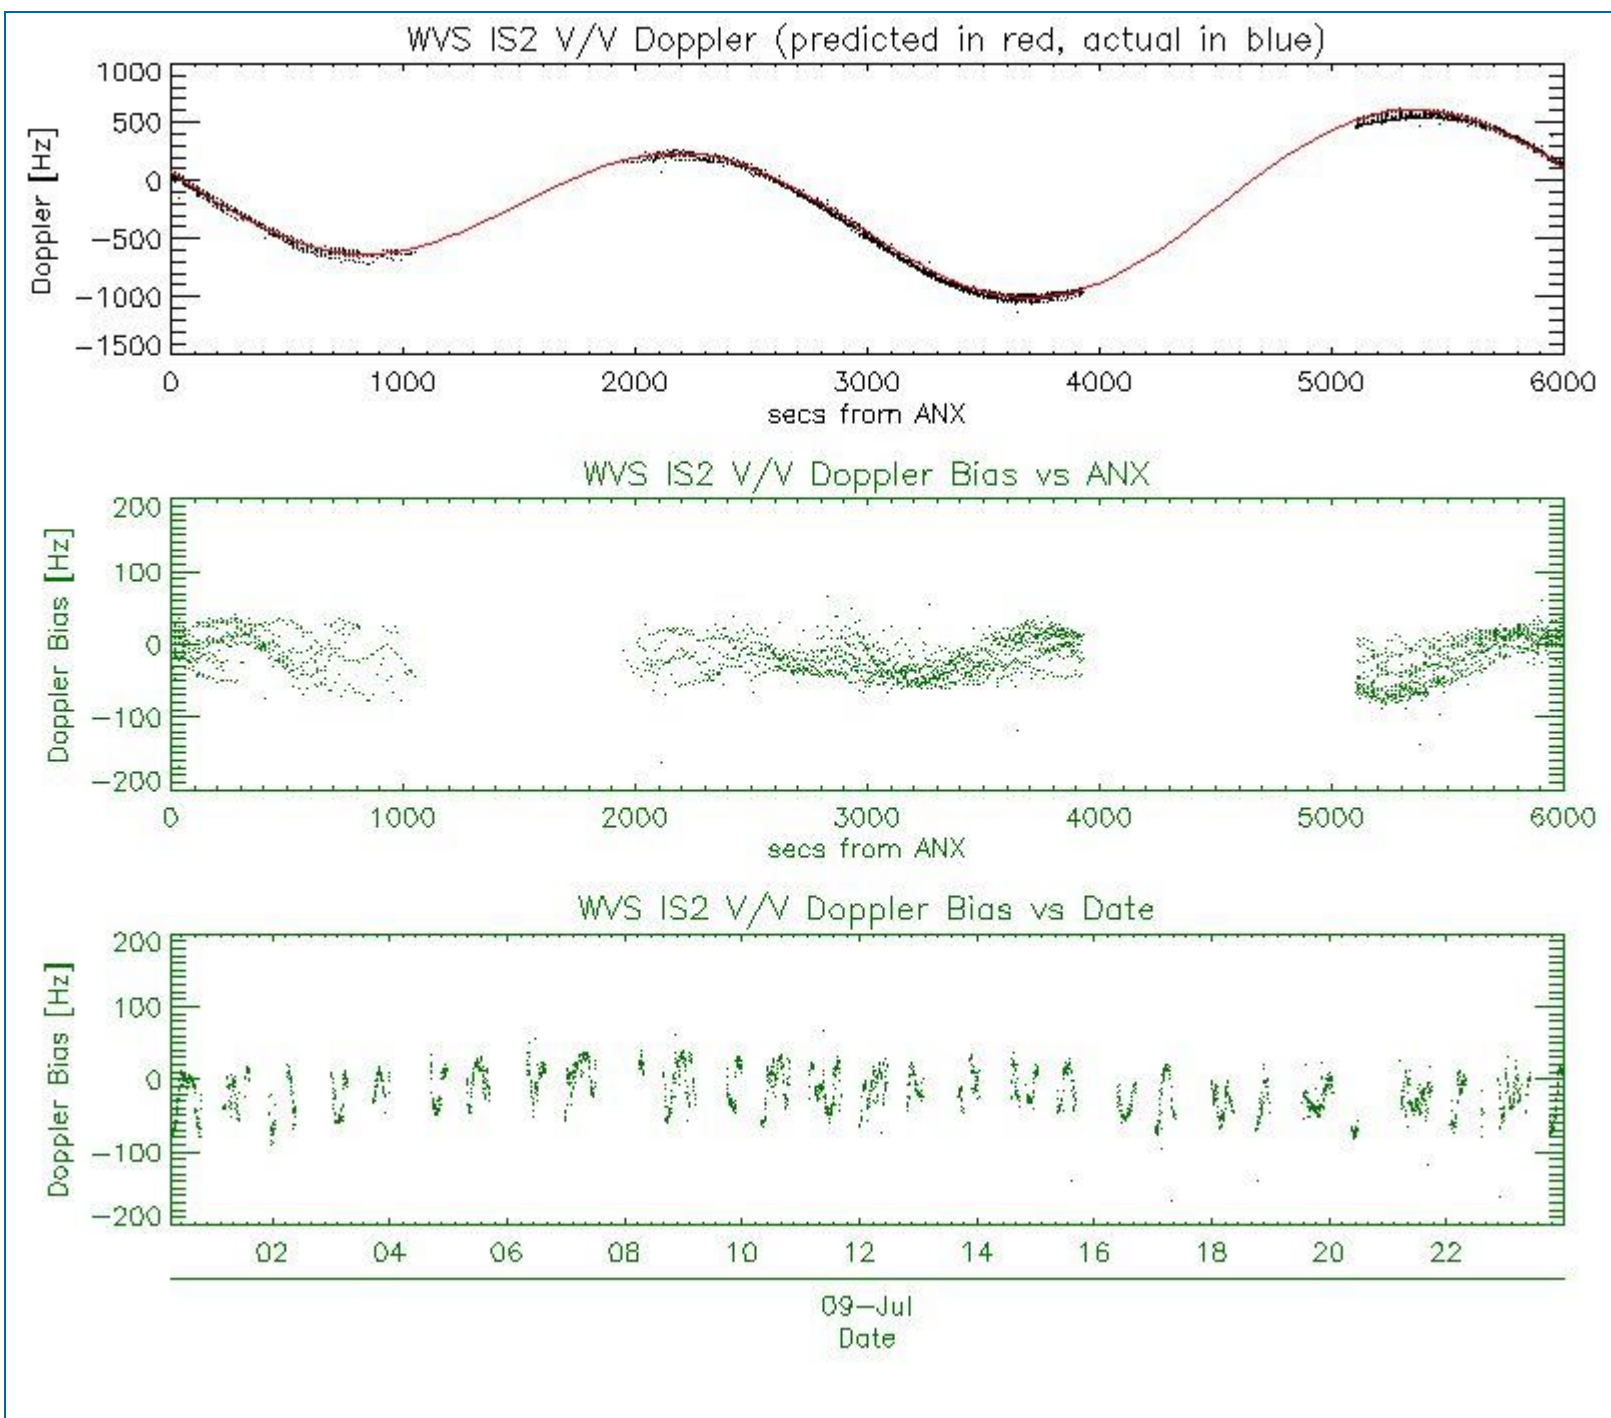 WVS IS2 V/V Doppler (predicted in red, actual in blue)
1000
500
0
−500
−1000
−1500
Doppler [Hz]
0 1000 2000 3000 4000 5000 6000
secs from ANX
WVS IS2 V/V Doppler Bias vs ANX
200
100
0
−100
−200
Doppler Bias [Hz]
0 1000 2000 3000 4000 5000 6000
secs from ANX
WVS IS2 V/V Doppler Bias vs Date
200
100
0
−100
−200
Doppler Bias [Hz]
02 04 06 08 10 12 14 16 18 20 22
09−Jul
Date